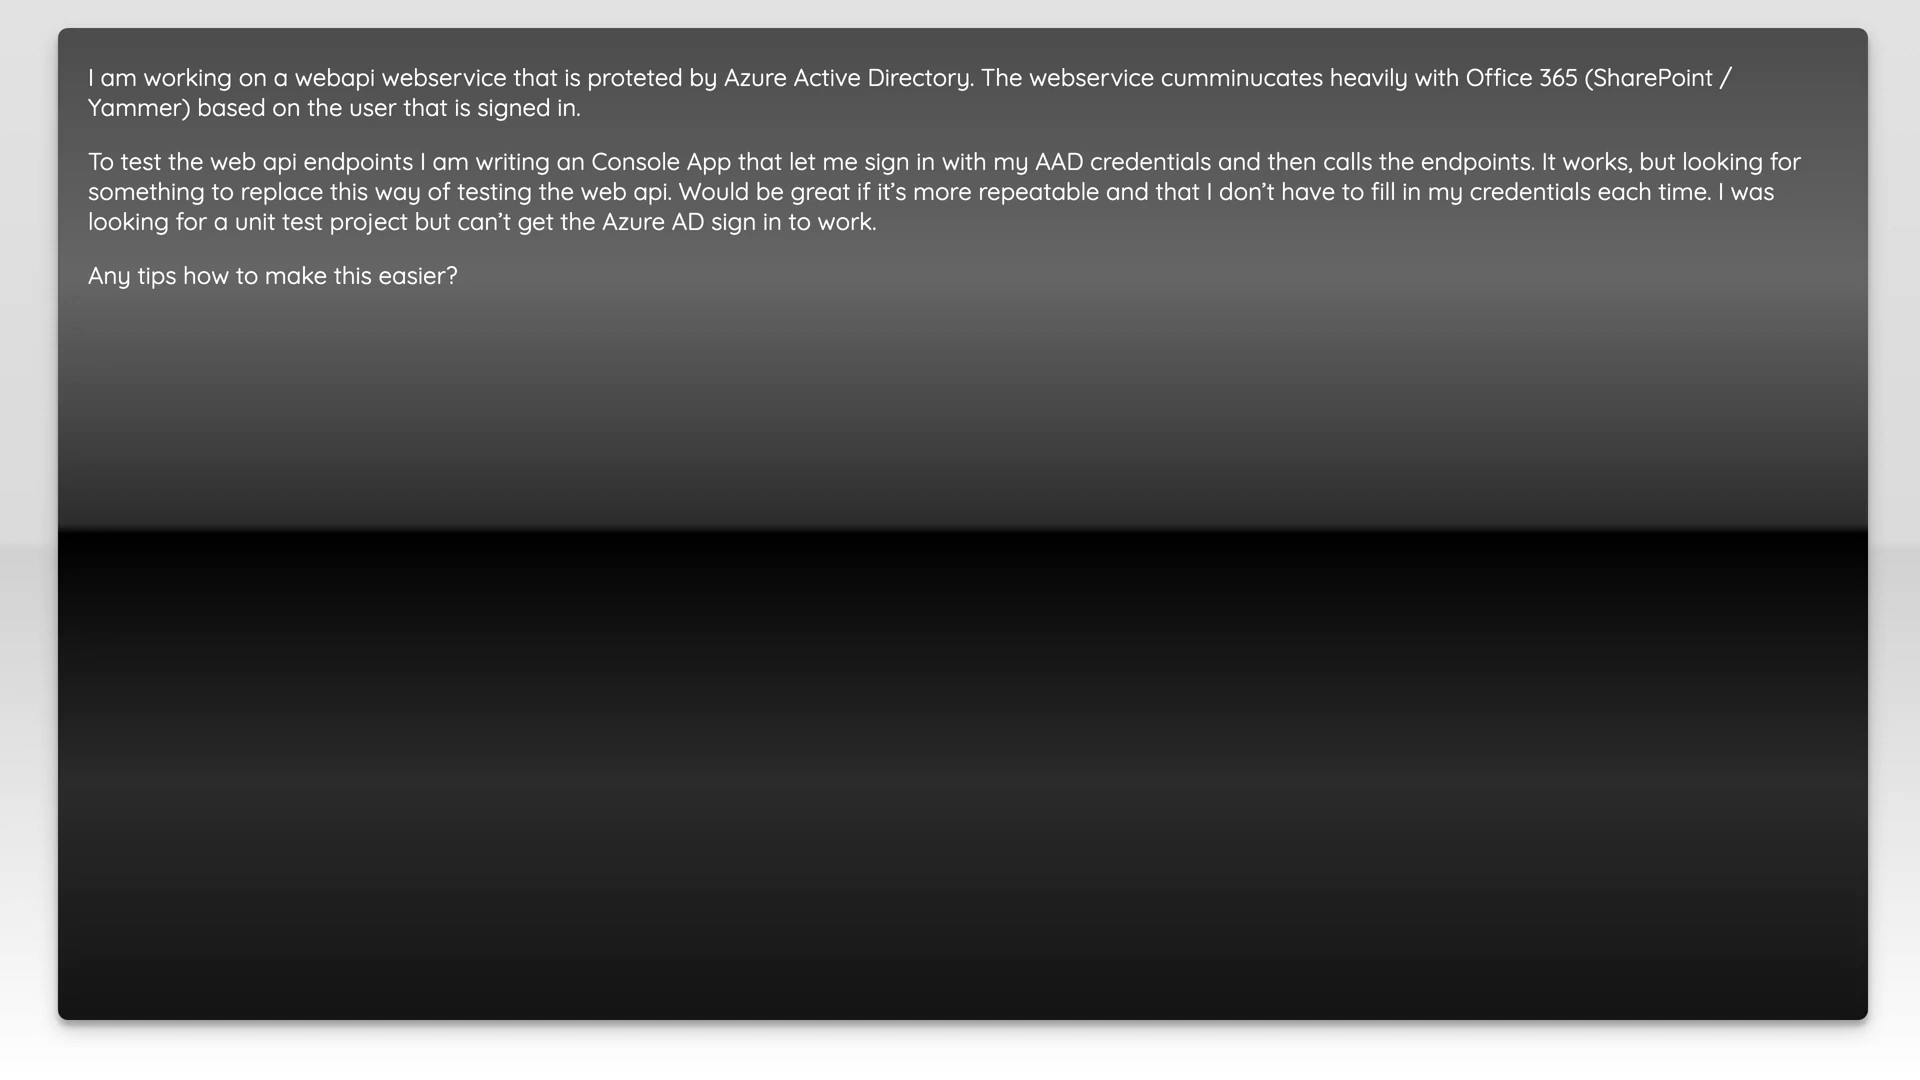 I am working on a webapi webservice that is proteted by Azure Active Directory. The webservice cumminucates heavily with Office 365 (SharePoint /
Yammer) based on the user that is signed in.
To test the web api endpoints I am writing an Console App that let me sign in with my AAD credentials and then calls the endpoints. It works, but looking for
something to replace this way of testing the web api. Would be great if it’s more repeatable and that I don’t have to fill in my credentials each time. I was
looking for a unit test project but can’t get the Azure AD sign in to work.
Any tips how to make this easier?